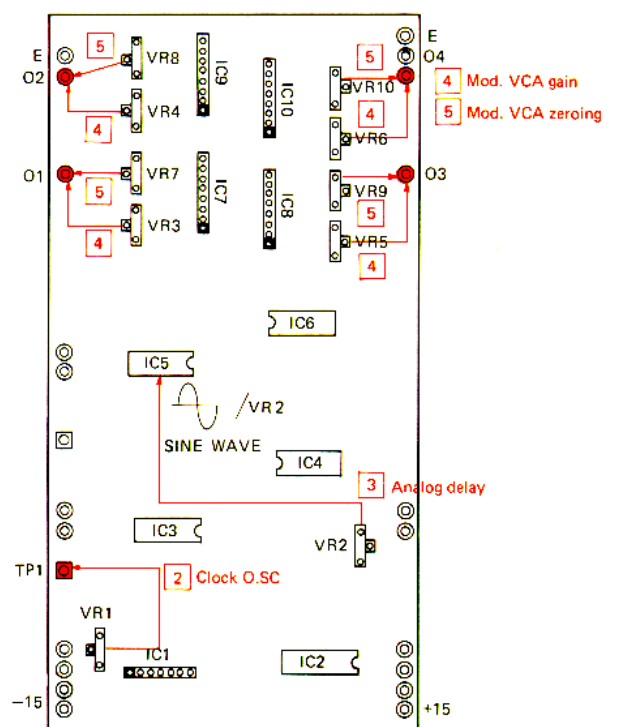 E
O2
5
VR8
IC9
IC10
5
E
O4
VR10
4 Mod. VCA gain
5 Mod. VCA zeroing
VR4
4
4
VR6
O1
VR7
5
IC7
IC8
VR9
O3
VR3
4
5
VR5
4
IC6
IC5
/VR2
SINE WAVE
IC4
3 Analog delay
IC3
VR2
TP1
2 Clock O.SC
VR1
IC1
IC2
−15
+15